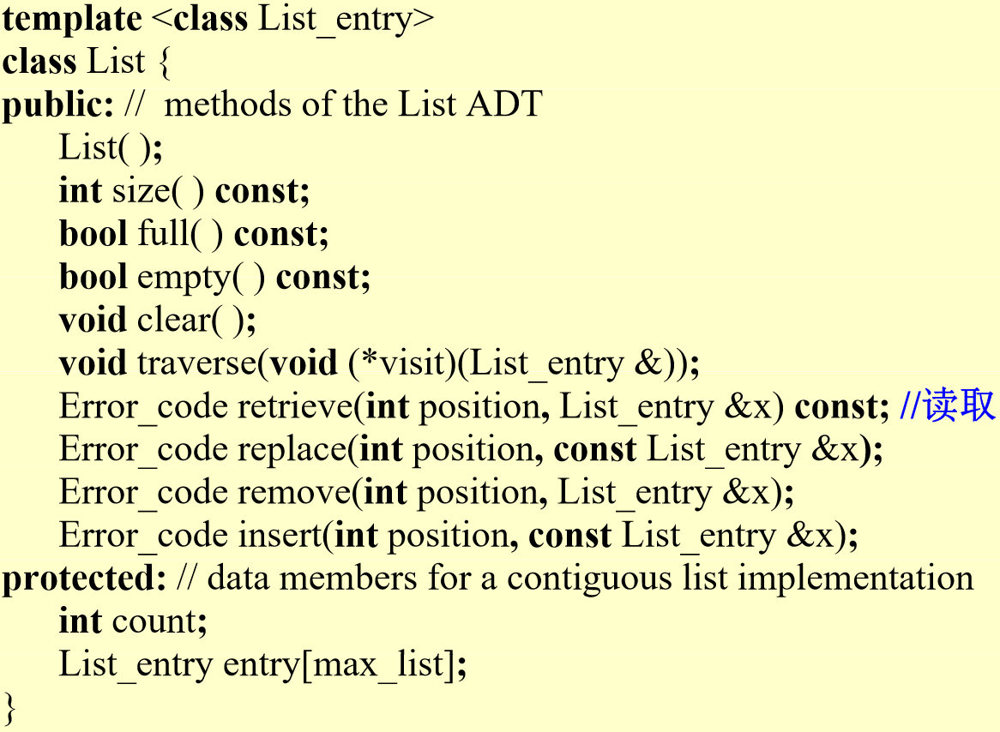 template <class List_entry>
class List {
public: //  methods of the List ADT
    List( );
    int size( ) const;
    bool full( ) const;
    bool empty( ) const;
    void clear( );
    void traverse(void (*visit)(List_entry &));
    Error_code retrieve(int position, List_entry &x) const; //读取
    Error_code replace(int position, const List_entry &x);
    Error_code remove(int position, List_entry &x);
    Error_code insert(int position, const List_entry &x);
protected: // data members for a contiguous list implementation
    int count;
    List_entry entry[max_list];
}